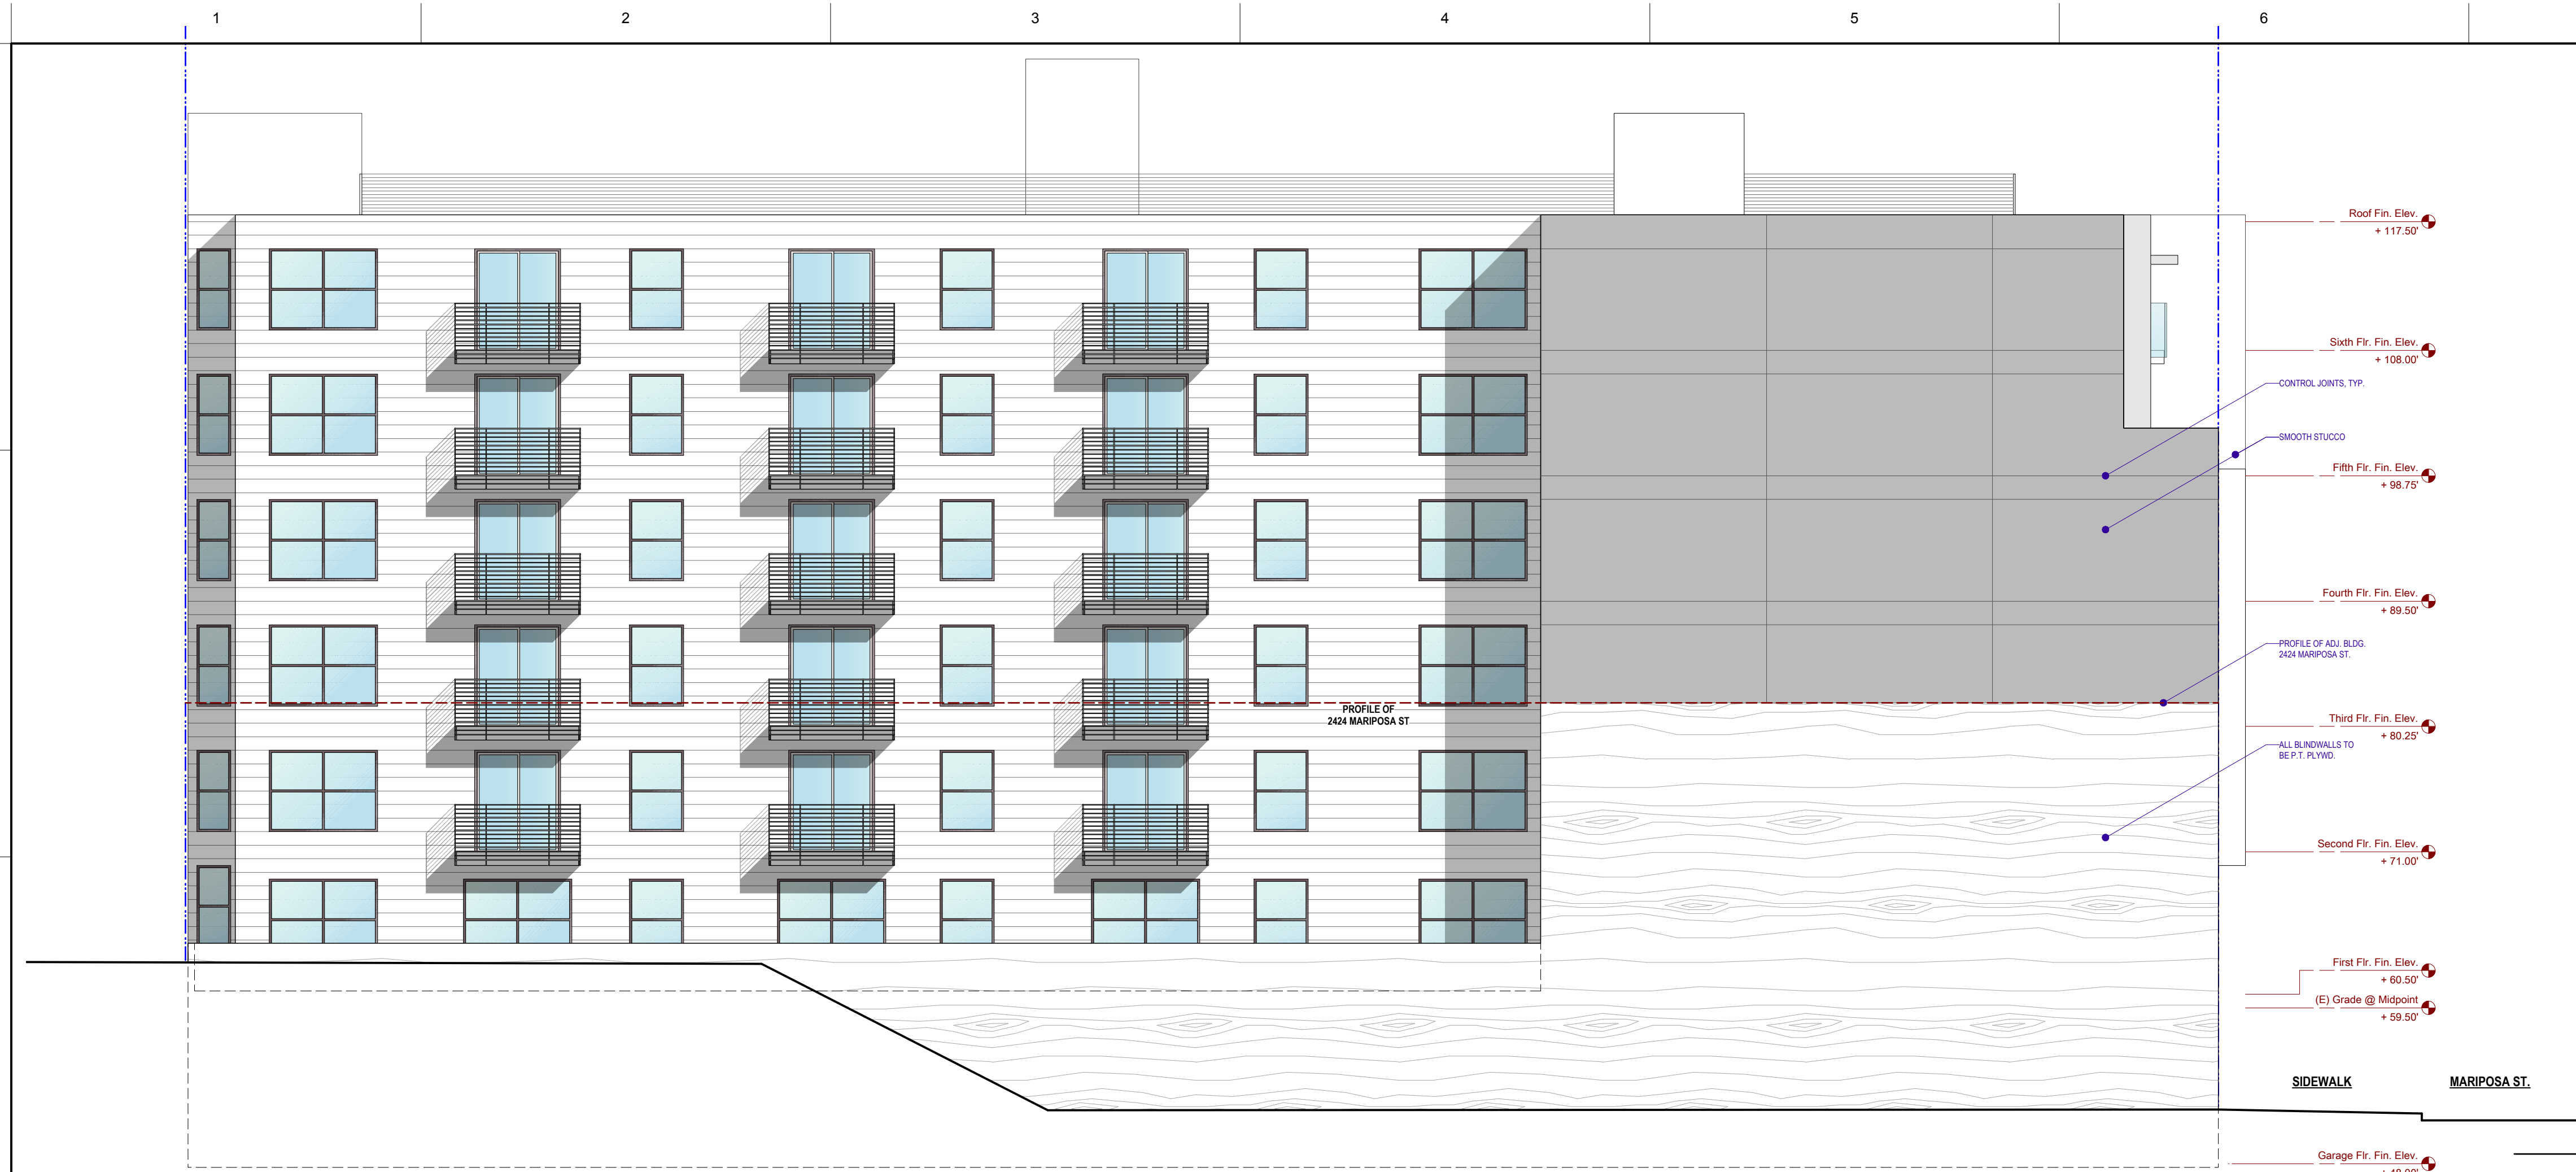 1 2 3 4 5 6
Roof Fin. Elev.
+ 117.50'
Sixth Flr. Fin. Elev.
+ 108.00'
CONTROL JOINTS, TYP.
SMOOTH STUCCO
Fifth Flr. Fin. Elev.
+ 98.75'
Fourth Flr. Fin. Elev.
+ 89.50'
PROFILE OF ADJ. BLDG.
2424 MARIPOSA ST.
PROFILE OF
2424 MARIPOSA ST
Third Flr. Fin. Elev.
+ 80.25'
ALL BLINDWALLS TO
BE P.T. PLYWD.
Second Flr. Fin. Elev.
+ 71.00'
First Flr. Fin. Elev.
+ 60.50'
(E) Grade @ Midpoint
+ 59.50'
SIDEWALK MARIPOSA ST.
Garage Flr. Fin. Elev.